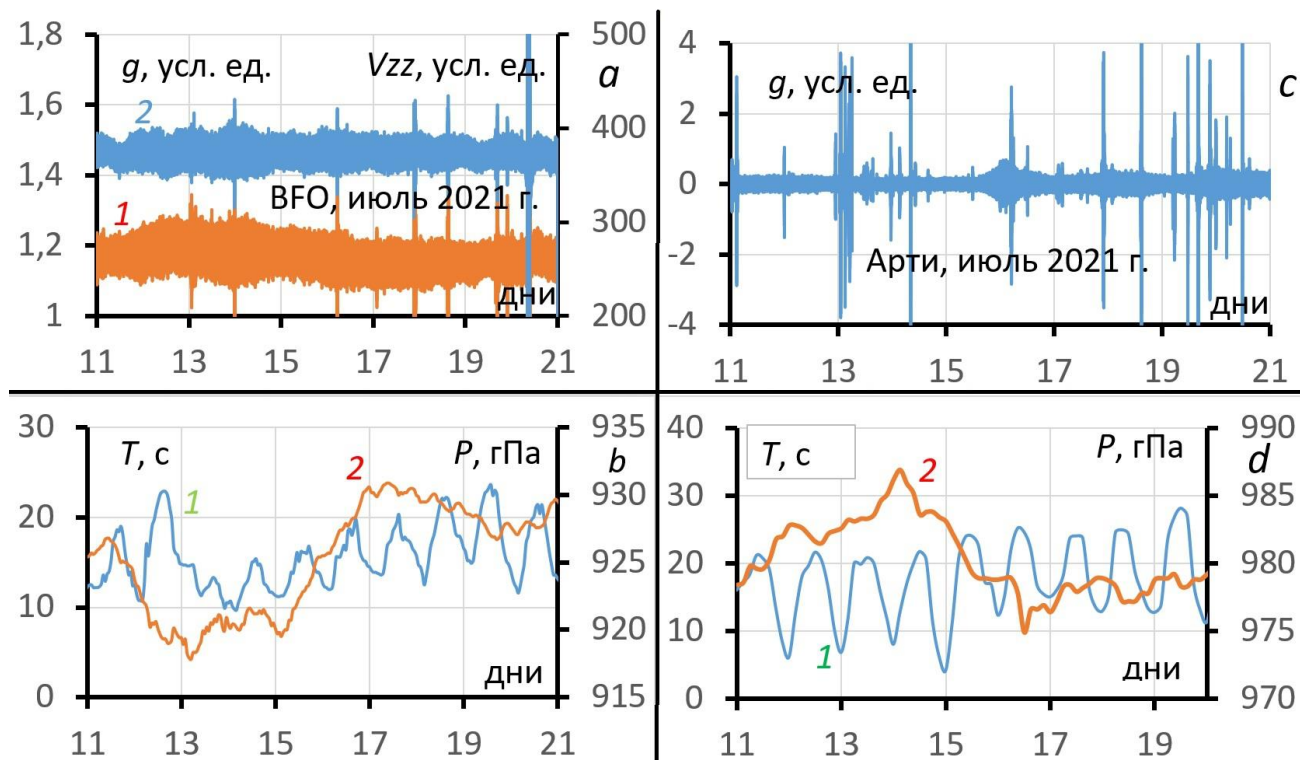 1,8
1,6
1,4
1,2
1
g, усл. ед.
Vzz, усл. ед.
2
1
BFO, июль 2021 г.
дни
500
400
300
200
a
11 13 15 17 19 21
4
2
0
-2
-4
g, усл. ед.
c
Арти, июль 2021 г.
дни
11 13 15 17 19 21
30
20
10
0
T, с
P, гПа
1
2
дни
935
930
925
920
915
b
11 13 15 17 19 21
40
30
20
10
0
T, с
P, гПа
2
1
дни
990
985
980
975
970
d
11 13 15 17 19